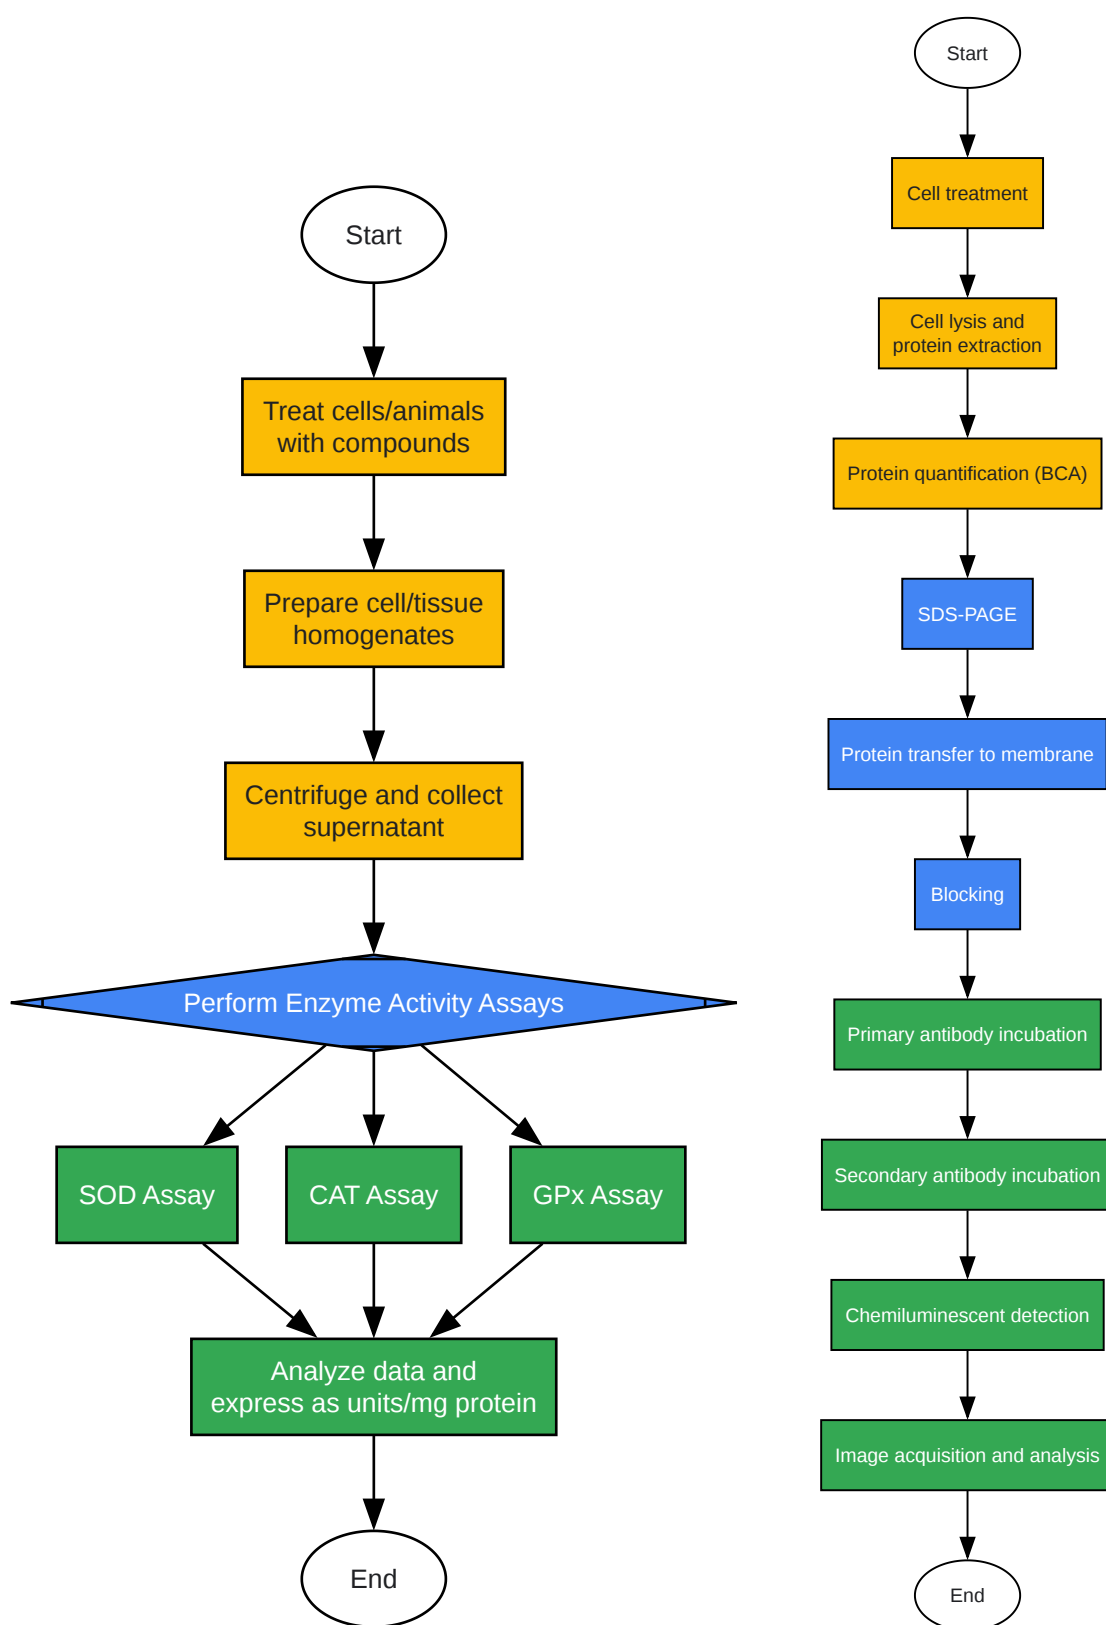 Start
Treat cells/animals
with compounds
Prepare cell/tissue
homogenates
Centrifuge and collect
supernatant
Perform Enzyme Activity Assays
SOD Assay
CAT Assay
GPx Assay
Analyze data and
express as units/mg protein
End
Start
Cell treatment
Cell lysis and
protein extraction
Protein quantification (BCA)
SDS-PAGE
Protein transfer to membrane
Blocking
Primary antibody incubation
Secondary antibody incubation
Chemiluminescent detection
Image acquisition and analysis
End